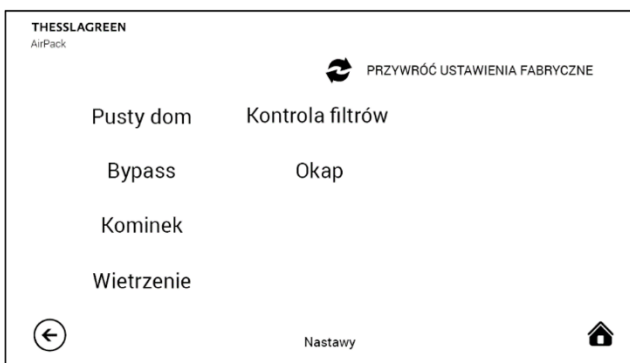 THESSLAGREEN
AirPack
PRZYWRÓĆ USTAWIENIA FABRYCZNE
Pusty dom
Kontrola filtrów
Bypass
Okap
Kominek
Wietrzenie
Nastawy